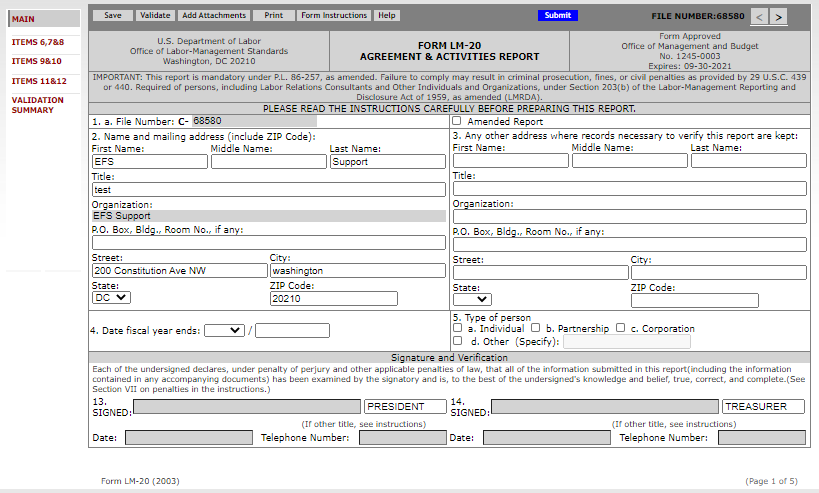 MAIN
ITEMS 6,7&8
ITEMS 9&10
ITEMS 11&12
VALIDATION
SUMMARY
Save Validate Add Attachments Print Form Instructions Help Submit FILE NUMBER:68580 < >
U.S. Department of Labor
Office of Labor-Management Standards
Washington, DC 20210
FORM LM-20
AGREEMENT & ACTIVITIES REPORT
Form Approved
Office of Management and Budget
No. 1245-0003
Expires: 09-30-2021
IMPORTANT: This report is mandatory under P.L. 86-257, as amended. Failure to comply may result in criminal prosecution, fines, or civil penalties as provided by 29 U.S.C. 439
or 440. Required of persons, including Labor Relations Consultants and Other Individuals and Organizations, under Section 203(b) of the Labor-Management Reporting and
Disclosure Act of 1959, as amended (LMRDA).
PLEASE READ THE INSTRUCTIONS CAREFULLY BEFORE PREPARING THIS REPORT.
1. a. File Number: C- 68580
Amended Report
2. Name and mailing address (include ZIP Code):
First Name: Middle Name: Last Name:
EFS Support
Title:
test
Organization:
EFS Support
P.O. Box, Bldg., Room No., if any:
Street: City:
200 Constitution Ave NW washington
State: ZIP Code:
DC 20210
3. Any other address where records necessary to verify this report are kept:
First Name: Middle Name: Last Name:
Title:
Organization:
P.O. Box, Bldg., Room No., if any:
Street: City:
State: ZIP Code:
4. Date fiscal year ends: /
5. Type of person
a. Individual b. Partnership c. Corporation
d. Other (Specify):
Signature and Verification
Each of the undersigned declares, under penalty of perjury and other applicable penalties of law, that all of the information submitted in this report(including the information
contained in any accompanying documents) has been examined by the signatory and is, to the best of the undersigned's knowledge and belief, true, correct, and complete.(See
Section VII on penalties in the instructions.)
13.
SIGNED: PRESIDENT
(If other title, see instructions)
Date: Telephone Number:
14.
SIGNED: TREASURER
(If other title, see instructions)
Date: Telephone Number:
Form LM-20 (2003) (Page 1 of 5)